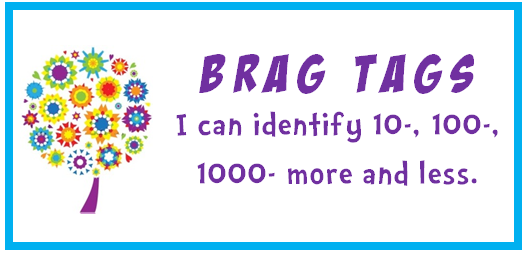 BRAG TAGS
I can identify 10-, 100-,
1000- more and less.